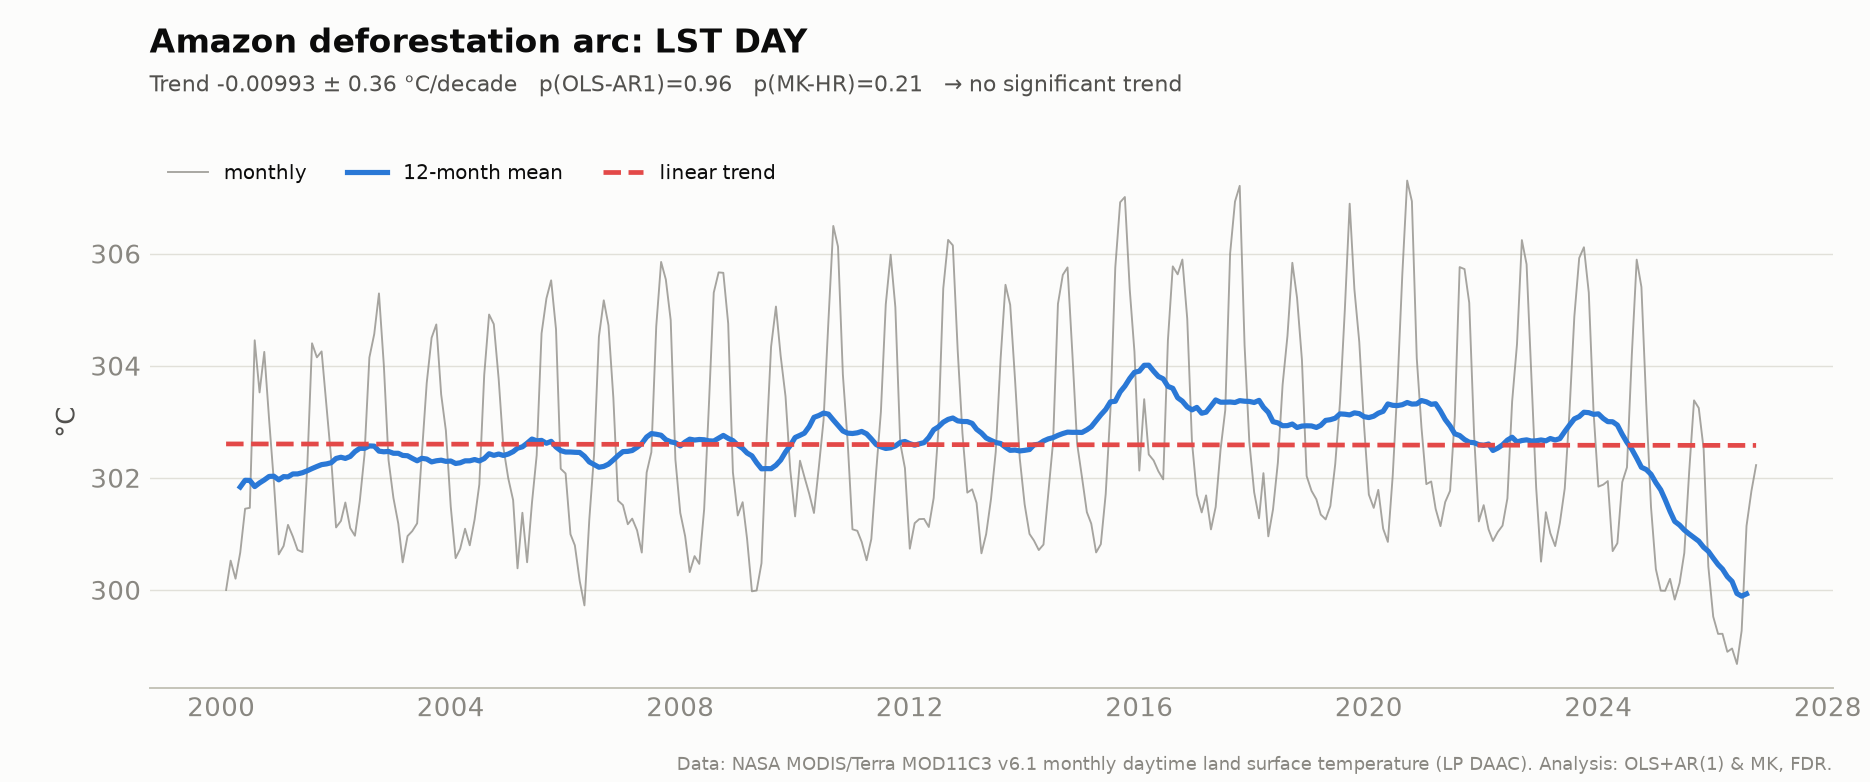 Amazon deforestation arc: LST DAY
Trend -0.00993 ± 0.36 °C/decade p(OLS-AR1)=0.96 p(MK-HR)=0.21 → no significant trend
monthly 12-month mean linear trend
306
304
°C
302
300
2000 2004 2008 2012 2016 2020 2024 2028
Data: NASA MODIS/Terra MOD11C3 v6.1 monthly daytime land surface temperature (LP DAAC). Analysis: OLS+AR(1) & MK, FDR.